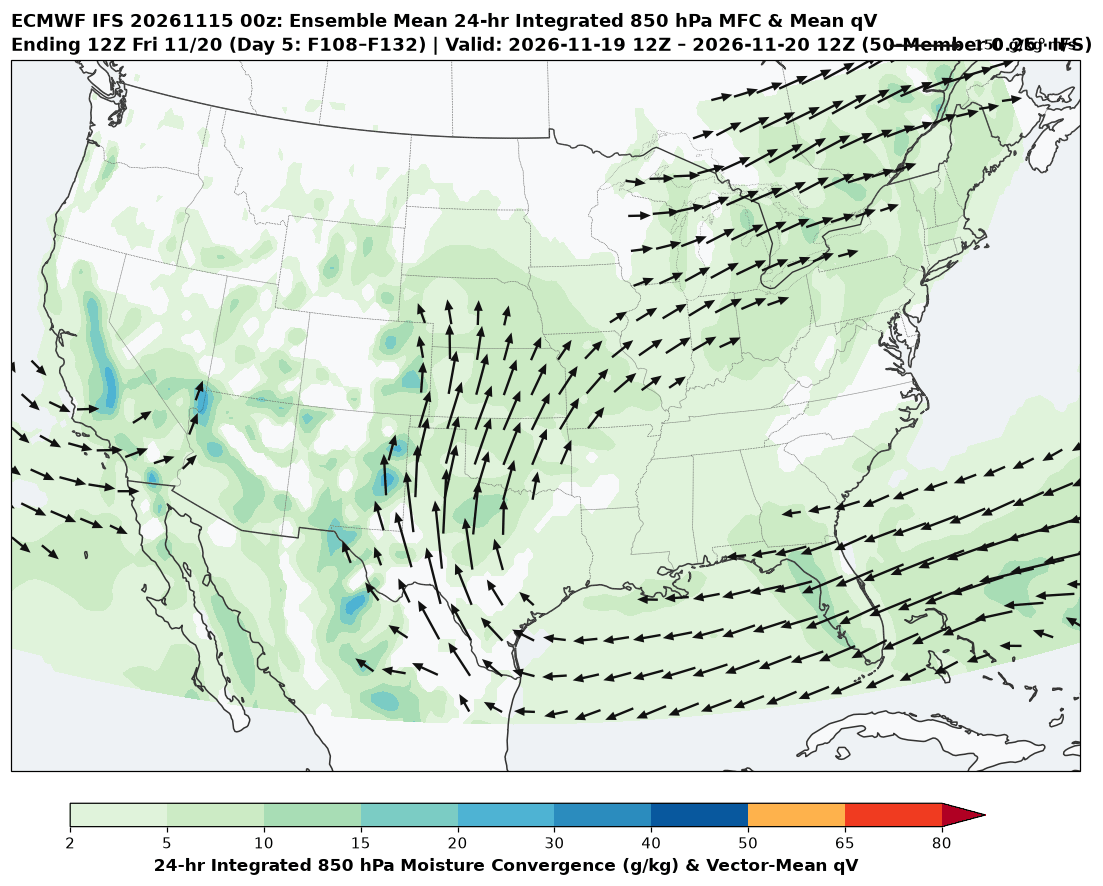 ECMWF IFS 20261115 00z: Ensemble Mean 24-hr Integrated 850 hPa MFC & Mean qV
Ending 12Z Fri 11/20 (Day 5: F108–F132) | Valid: 2026-11-19 12Z – 2026-11-20 12Z (50-Member 0.25° IFS)
2 5 10 15 20 30 40 50 65 80
24-hr Integrated 850 hPa Moisture Convergence (g/kg) & Vector-Mean qV